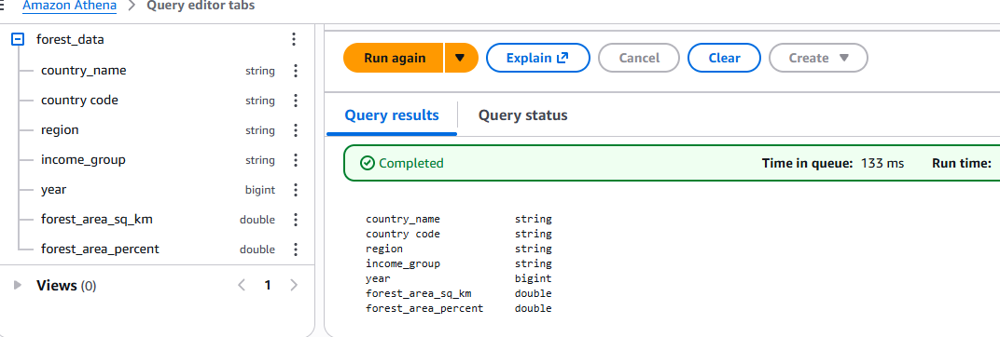 Amazon Athena > Query editor tabs
forest_data
country_name string
country code string
region string
income_group string
year bigint
forest_area_sq_km double
forest_area_percent double
Views (0) < 1 >
Run again Explain Cancel Clear Create
Query results Query status
Completed Time in queue: 133 ms Run time:
country_name string
country code string
region string
income_group string
year bigint
forest_area_sq_km double
forest_area_percent double